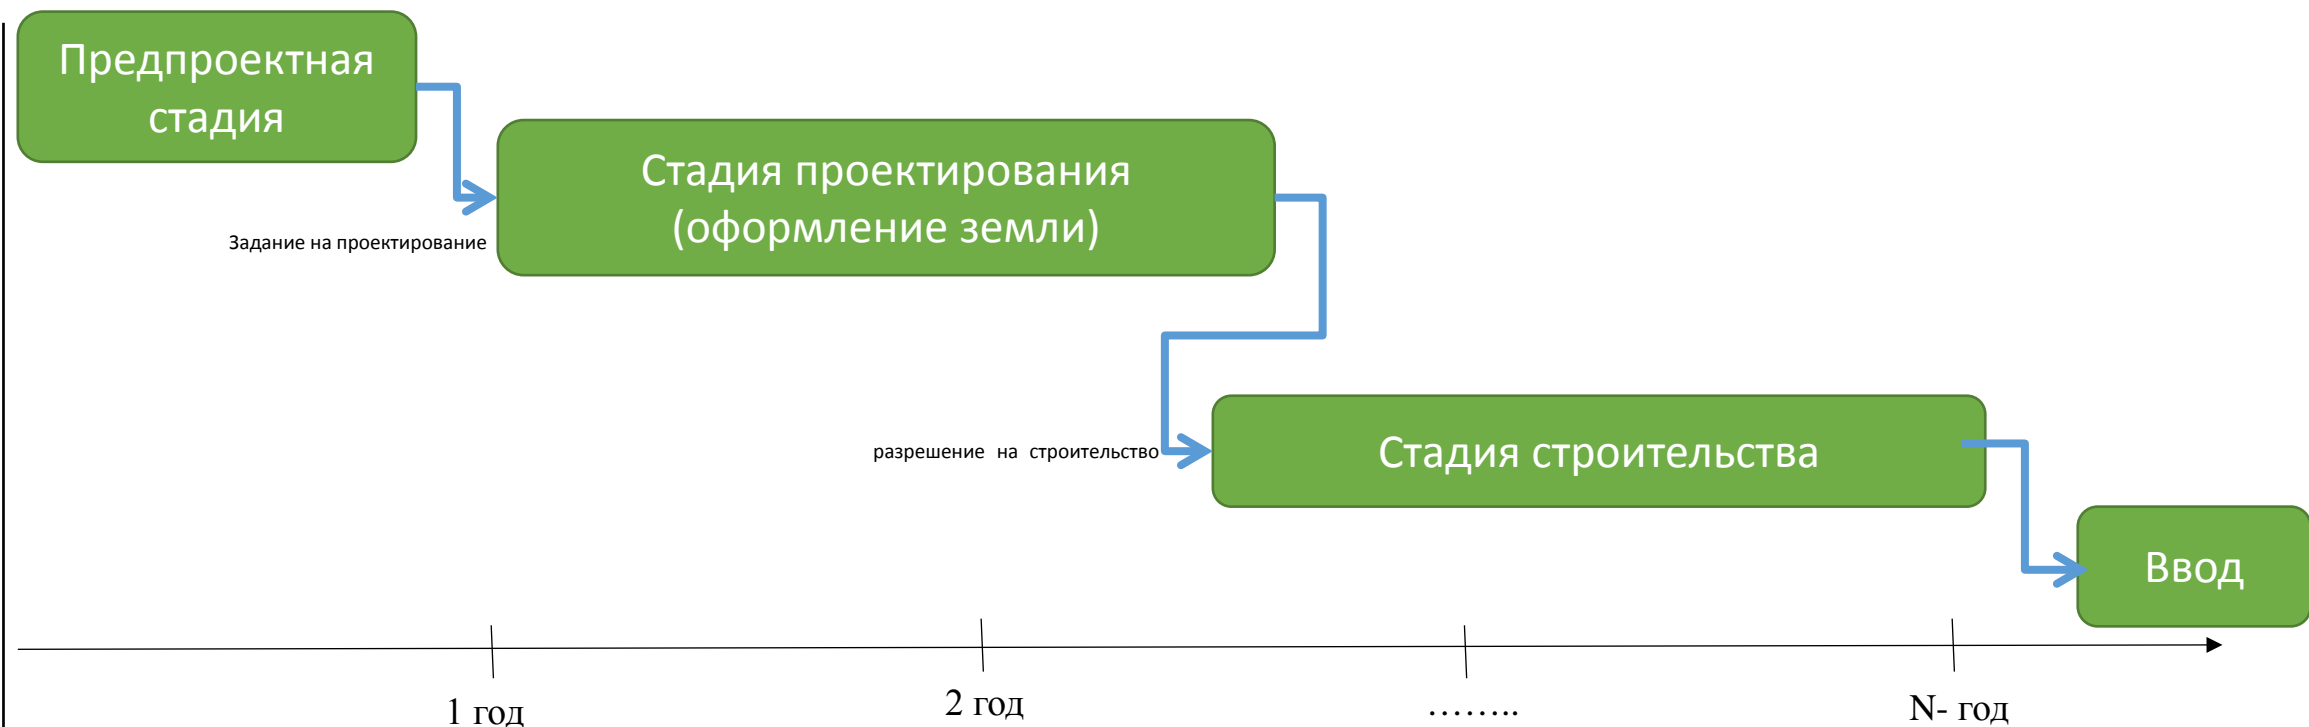 Предпроектная
стадия
Стадия проектирования
(оформление земли)
Задание на проектирование
разрешение на строительство
Стадия строительства
Ввод
1 год
2 год
……..
N- год